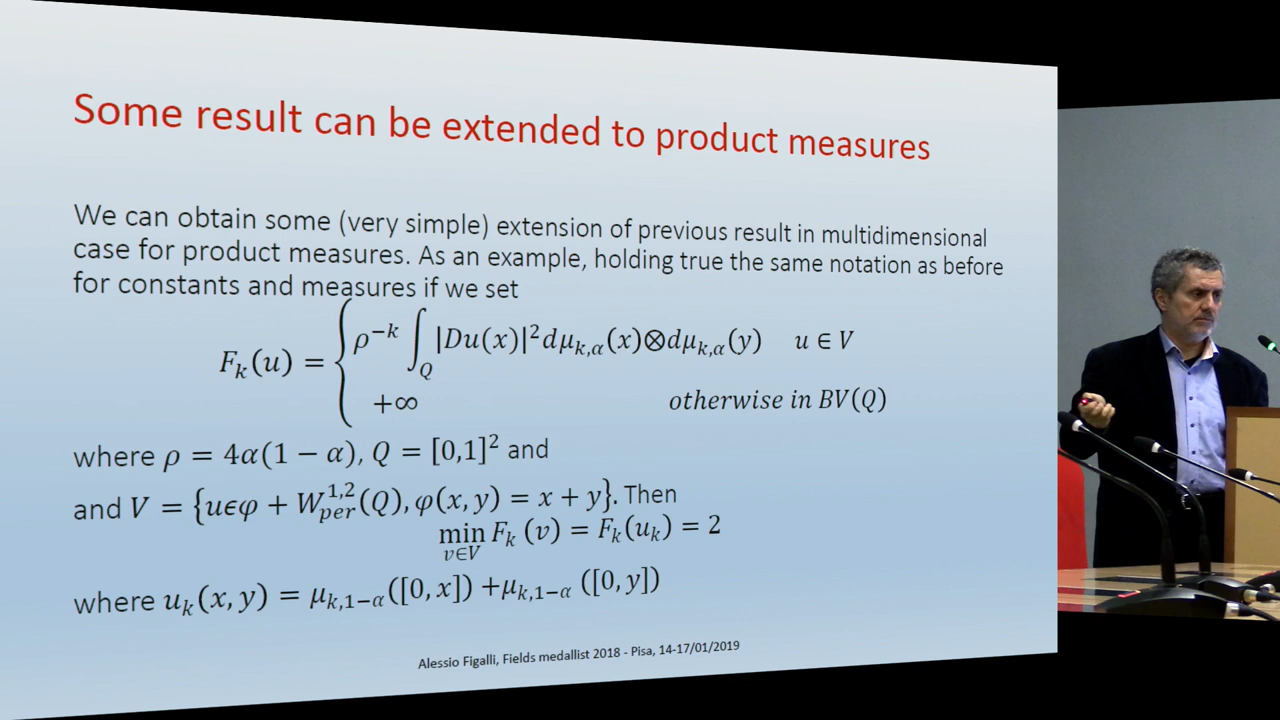 Some result can be extended to product measures
We can obtain some (very simple) extension of previous result in multidimensional
case for product measures. As an example, holding true the same notation as before
for constants and measures if we set
F_k(u) = { ρ^{-k} ∫_Q |Du(x)|^2 dμ_{k,α}(x)⊗dμ_{k,α}(y) u ∈ V
+∞ otherwise in BV(Q)
where ρ = 4α(1 − α), Q = [0,1]^2 and
and V = {uϵφ + W^{1,2}_{per}(Q), φ(x, y) = x + y}. Then
min_{v∈V} F_k (v) = F_k(u_k) = 2
where u_k(x, y) = μ_{k,1−α}([0, x]) +μ_{k,1−α} ([0, y])
Alessio Figalli, Fields medallist 2018 - Pisa, 14-17/01/2019